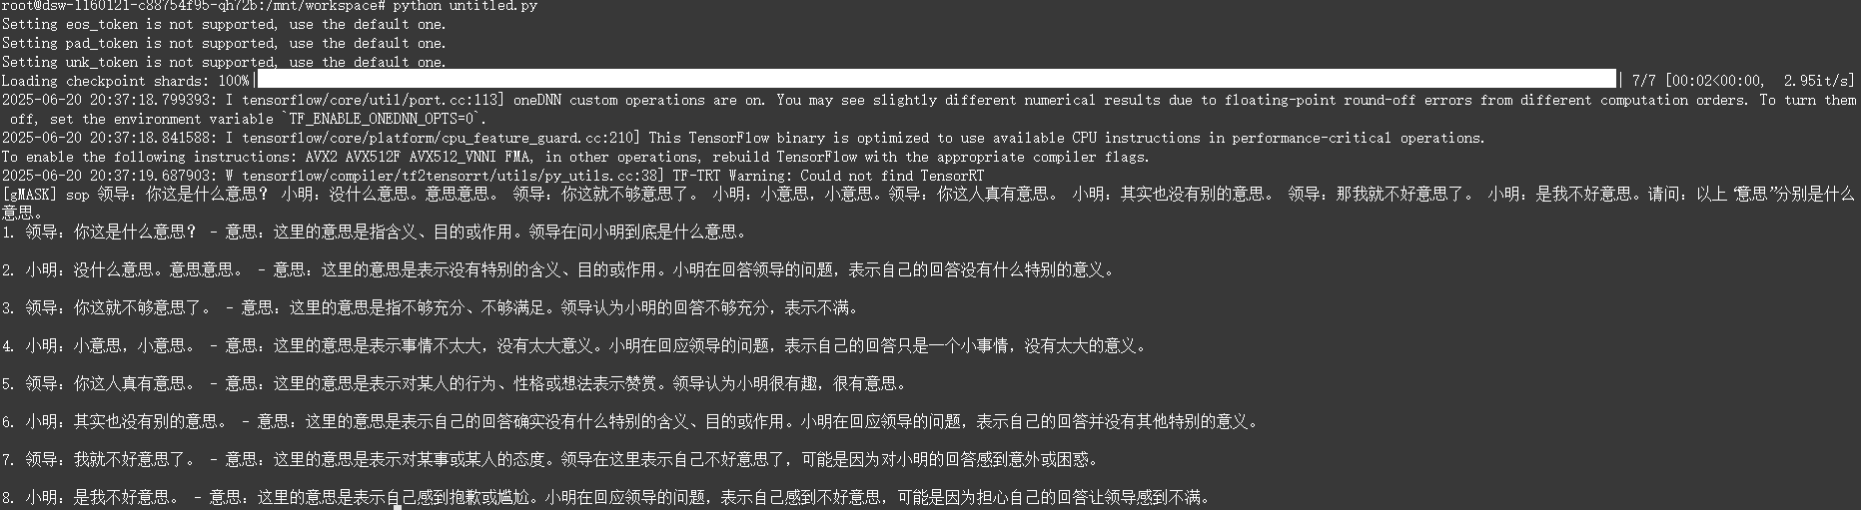 root@dsw-1160121-c88754f95-qh72b:/mnt/workspace# python untitled.py
Setting eos_token is not supported, use the default one.
Setting pad_token is not supported, use the default one.
Setting unk_token is not supported, use the default one.
Loading checkpoint shards: 100%| | 7/7 [00:02<00:00, 2.95it/s]
2025-06-20 20:37:18.799393: I tensorflow/core/util/port.cc:113] oneDNN custom operations are on. You may see slightly different numerical results due to floating-point round-off errors from different computation orders. To turn them
off, set the environment variable `TF_ENABLE_ONEDNN_OPTS=0`.
2025-06-20 20:37:18.841588: I tensorflow/core/platform/cpu_feature_guard.cc:210] This TensorFlow binary is optimized to use available CPU instructions in performance-critical operations.
To enable the following instructions: AVX2 AVX512F AVX512_VNNI FMA, in other operations, rebuild TensorFlow with the appropriate compiler flags.
2025-06-20 20:37:19.687903: W tensorflow/compiler/tf2tensorrt/utils/py_utils.cc:38] TF-TRT Warning: Could not find TensorRT
[gMASK] sop 领导：你这是什么意思？ 小明：没什么意思。意思意思。 领导：你这就不够意思了。 小明：小意思，小意思。领导：你这人真有意思。 小明：其实也没有别的意思。 领导：那我就不好意思了。 小明：是我不好意思。请问：以上“意思”分别是什么
意思。
1. 领导：你这是什么意思？ - 意思：这里的意思是指含义、目的或作用。领导在问小明到底是什么意思。
2. 小明：没什么意思。意思意思。 - 意思：这里的意思是表示没有特别的含义、目的或作用。小明在回答领导的问题，表示自己的回答没有什么特别的意义。
3. 领导：你这就不够意思了。 - 意思：这里的意思是指不够充分、不够满足。领导认为小明的回答不够充分，表示不满。
4. 小明：小意思，小意思。 - 意思：这里的意思是表示事情不太大，没有太大意义。小明在回应领导的问题，表示自己的回答只是一个小事情，没有太大的意义。
5. 领导：你这人真有意思。 - 意思：这里的意思是表示对某人的行为、性格或想法表示赞赏。领导认为小明很有趣，很有意思。
6. 小明：其实也没有别的意思。 - 意思：这里的意思是表示自己的回答确实没有什么特别的含义、目的或作用。小明在回应领导的问题，表示自己的回答并没有其他特别的意义。
7. 领导：我就不好意思了。 - 意思：这里的意思是表示对某事或某人的态度。领导在这里表示自己不好意思了，可能是因为对小明的回答感到意外或困惑。
8. 小明：是我不好意思。 - 意思：这里的意思是表示自己感到抱歉或尴尬。小明在回应领导的问题，表示自己感到不好意思，可能是因为担心自己的回答让领导感到不满。